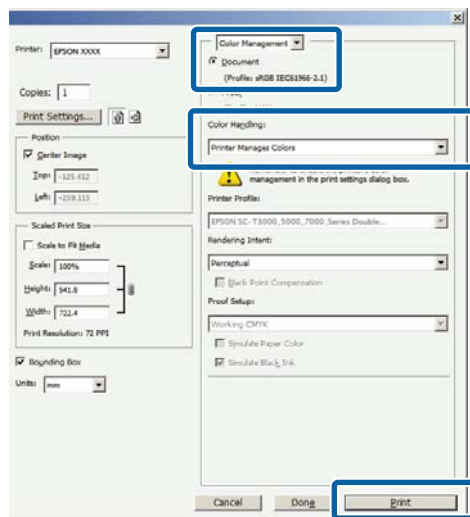 Printer: EPSON XXXX
Copies: 1
Print Settings...
Position
Center Image
Top: -125.412
Left: -259.115
Scaled Print Size
Scale to Fit Media
Scale: 100%
Height: 541.8
Width: 722.4
Print Resolution: 72 PPI
Bounding Box
Units: mm
Color Management
Document
(Profile: sRGB IEC61966-2.1)
Color Handling:
Printer Manages Colors
management in the print settings dialog box.
Printer Profile:
EPSON SC-T3000_5000_7000_Series Double...
Rendering Intent:
Perceptual
Black Point Compensation
Proof Setup:
Working CMYK
Simulate Paper Color
Simulate Black Ink
Cancel
Done
Print